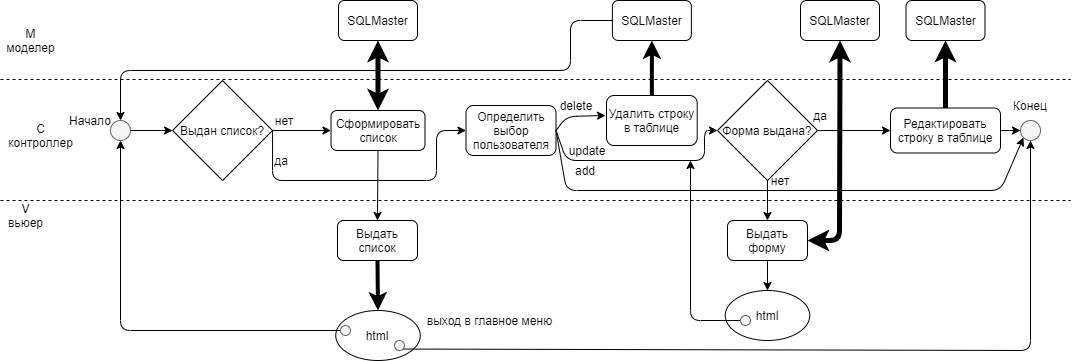 М
моделер
SQLMaster
SQLMaster
SQLMaster
SQLMaster
С
контроллер
Начало
Выдан список?
нет
да
Сформировать
список
Определить
выбор
пользователя
delete
update
add
Удалить строку
в таблице
Форма выдана?
да
нет
Редактировать
строку в таблице
Конец
V
вьюер
Выдать
список
Выдать
форму
html
выход в главное меню
html